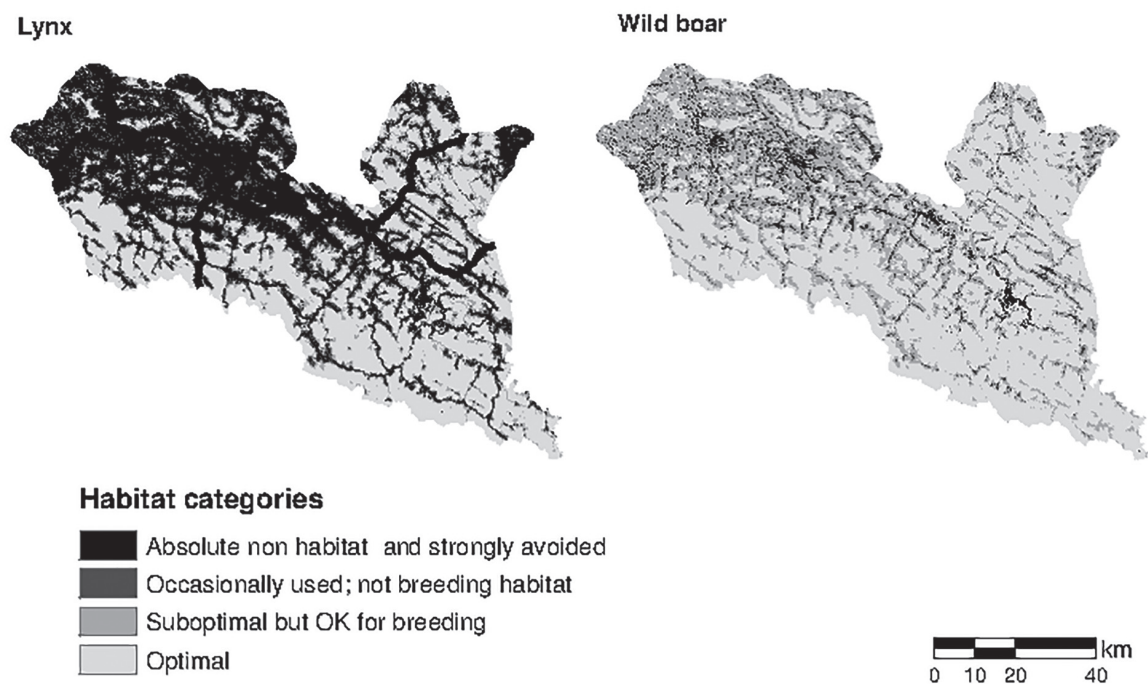 Lynx
Wild boar
Habitat categories
Absolute non habitat and strongly avoided
Occasionally used; not breeding habitat
Suboptimal but OK for breeding
Optimal
km
0 10 20 40